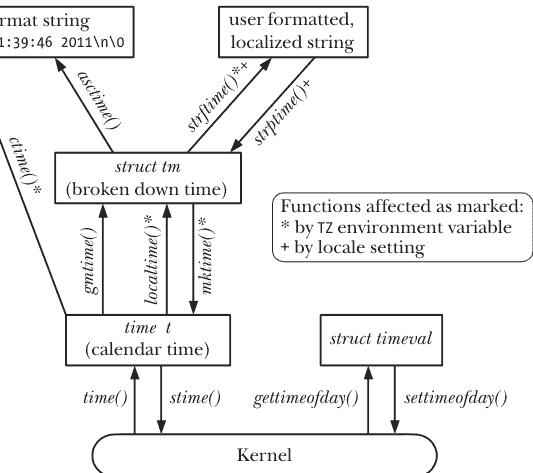 rmat string
1:39:46 2011\n\0
user formatted,
localized string
asctime()
strftime()*+
strptime()+
ctime()*
struct tm
(broken down time)
Functions affected as marked:
* by TZ environment variable
+ by locale setting
gmtime()
localtime()*
mktime()*
time t
(calendar time)
struct timeval
time()
stime()
gettimeofday()
settimeofday()
Kernel